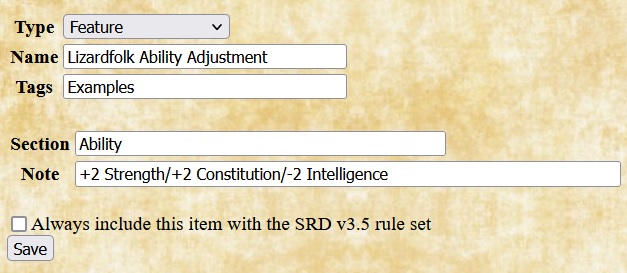 Type Feature
Name Lizardfolk Ability Adjustment
Tags Examples
Section Ability
Note +2 Strength/+2 Constitution/-2 Intelligence
Always include this item with the SRD v3.5 rule set
Save